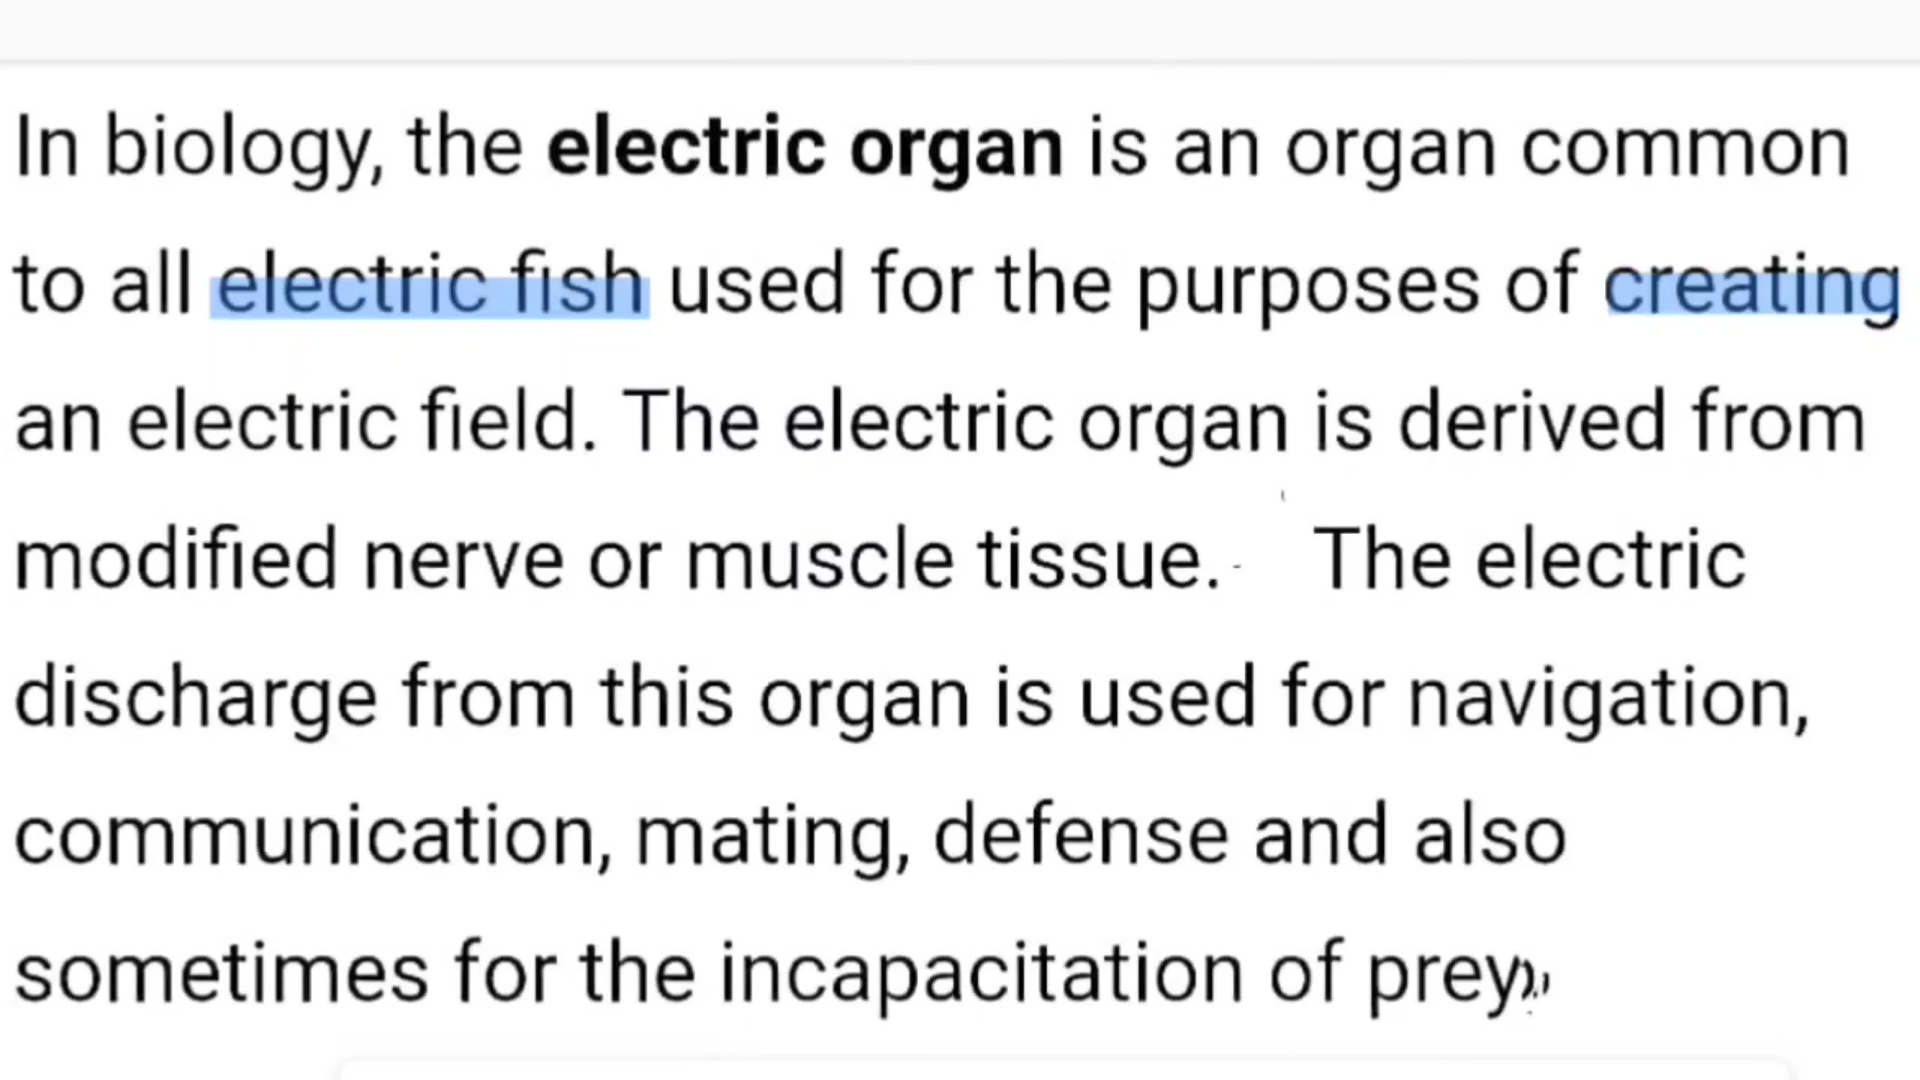 In biology, the electric organ is an organ common
to all electric fish used for the purposes of creating
an electric field. The electric organ is derived from
modified nerve or muscle tissue. The electric
discharge from this organ is used for navigation,
communication, mating, defense and also
sometimes for the incapacitation of prey.